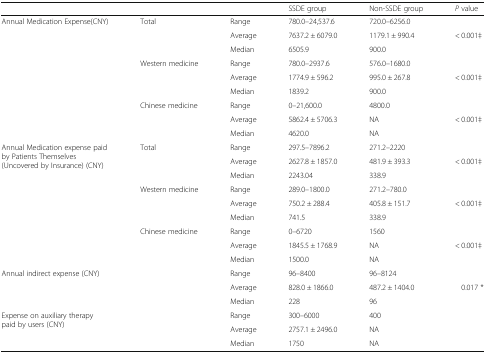 SSDE group Non-SSDE group P value
Annual Medication Expense(CNY) Total Range 780.0–24,537.6 720.0–6256.0
Average 7637.2 ± 6079.0 1179.1 ± 990.4 < 0.001‡
Median 6505.9 900.0
Western medicine Range 780.0–2937.6 576.0–1680.0
Average 1774.9 ± 596.2 995.0 ± 267.8 < 0.001‡
Median 1839.2 900.0
Chinese medicine Range 0–21,600.0 4800.0
Average 5862.4 ± 5706.3 NA < 0.001‡
Median 4620.0 NA
Annual Medication expense paid by Patients Themselves (Uncovered by Insurance) (CNY) Total Range 297.5–7896.2 271.2–2220
Average 2627.8 ± 1857.0 481.9 ± 393.3 < 0.001‡
Median 2243.04 338.9
Western medicine Range 289.0–1800.0 271.2–780.0
Average 750.2 ± 288.4 405.8 ± 151.7 < 0.001‡
Median 741.5 338.9
Chinese medicine Range 0–6720 1560
Average 1845.5 ± 1768.9 NA < 0.001‡
Median 1500.0 NA
Annual indirect expense (CNY) Range 96–8400 96–8124
Average 828.0 ± 1866.0 487.2 ± 1404.0 0.017 *
Median 228 96
Expense on auxiliary therapy paid by users (CNY) Range 300–6000 400
Average 2757.1 ± 2496.0 NA
Median 1750 NA